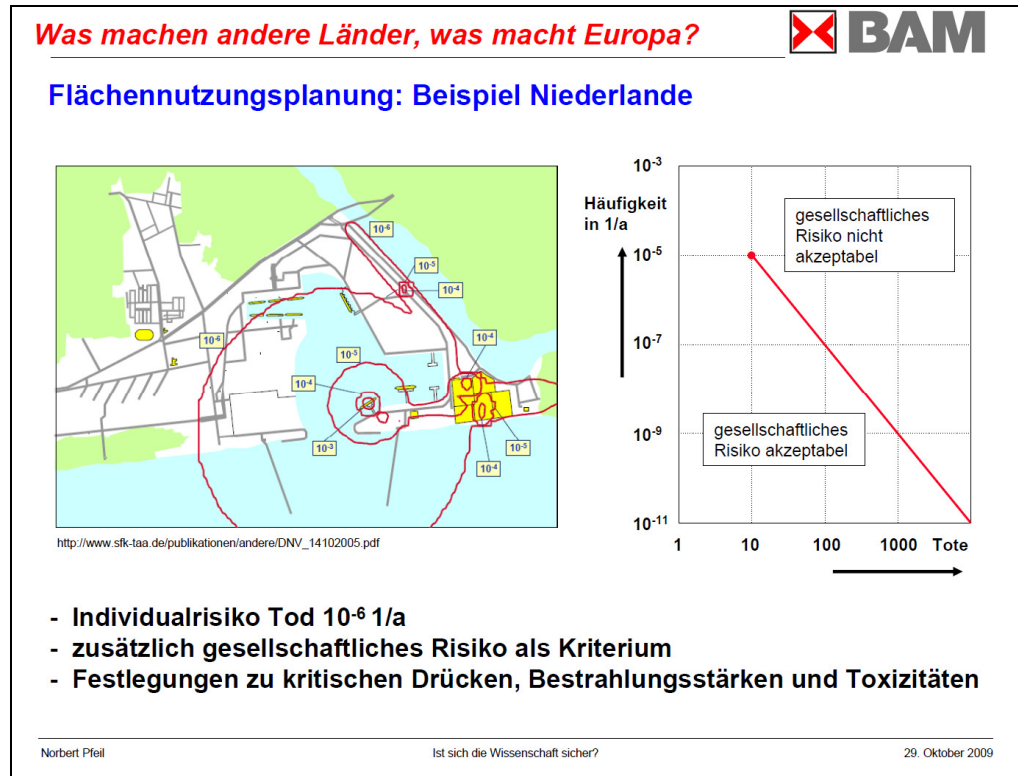 Was machen andere Länder, was macht Europa?
BAM
Flächennutzungsplanung: Beispiel Niederlande
10⁻⁶
10⁻⁵
10⁻⁴
10⁻⁶
10⁻⁵
10⁻⁴
10⁻⁴
10⁻³
10⁻⁵
10⁻⁴
http://www.sfk-taa.de/publikationen/andere/DNV_14102005.pdf
10⁻³
Häufigkeit
in 1/a
10⁻⁵
10⁻⁷
10⁻⁹
10⁻¹¹
gesellschaftliches
Risiko nicht
akzeptabel
gesellschaftliches
Risiko akzeptabel
1 10 100 1000 Tote
- Individualrisiko Tod 10⁻⁶ 1/a
- zusätzlich gesellschaftliches Risiko als Kriterium
- Festlegungen zu kritischen Drücken, Bestrahlungsstärken und Toxizitäten
Norbert Pfeil Ist sich die Wissenschaft sicher? 29. Oktober 2009